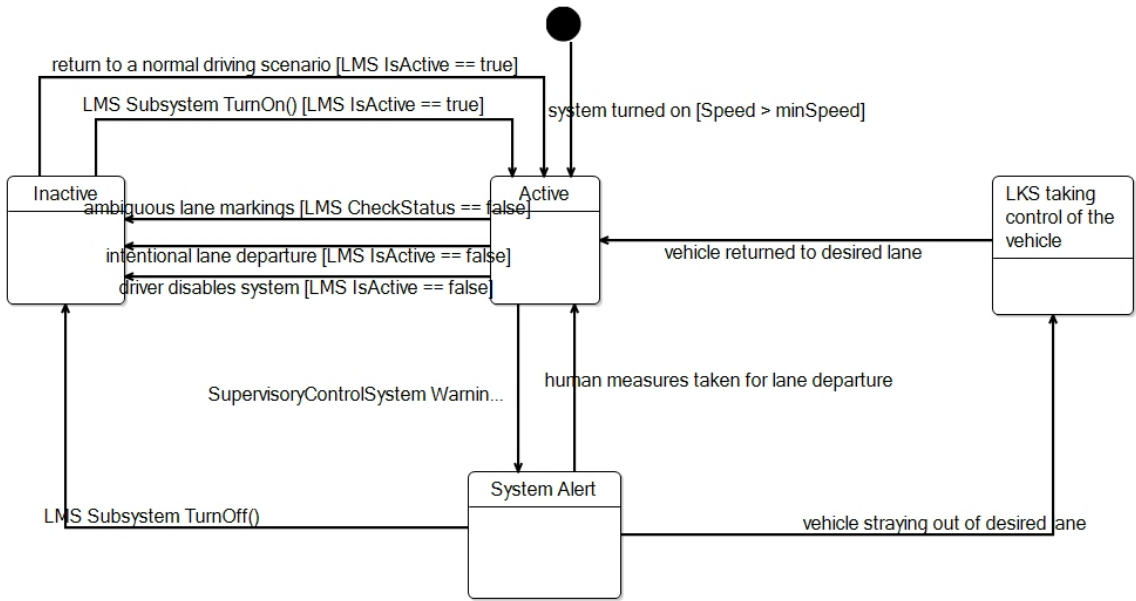 return to a normal driving scenario [LMS IsActive == true]
LMS Subsystem TurnOn() [LMS IsActive == true]
system turned on [Speed > minSpeed]
Inactive
Active
LKS taking
control of the
vehicle
ambiguous lane markings [LMS CheckStatus == false]
intentional lane departure [LMS IsActive == false]
vehicle returned to desired lane
driver disables system [LMS IsActive == false]
human measures taken for lane departure
SupervisoryControlSystem Warnin...
System Alert
LMS Subsystem TurnOff()
vehicle straying out of desired lane